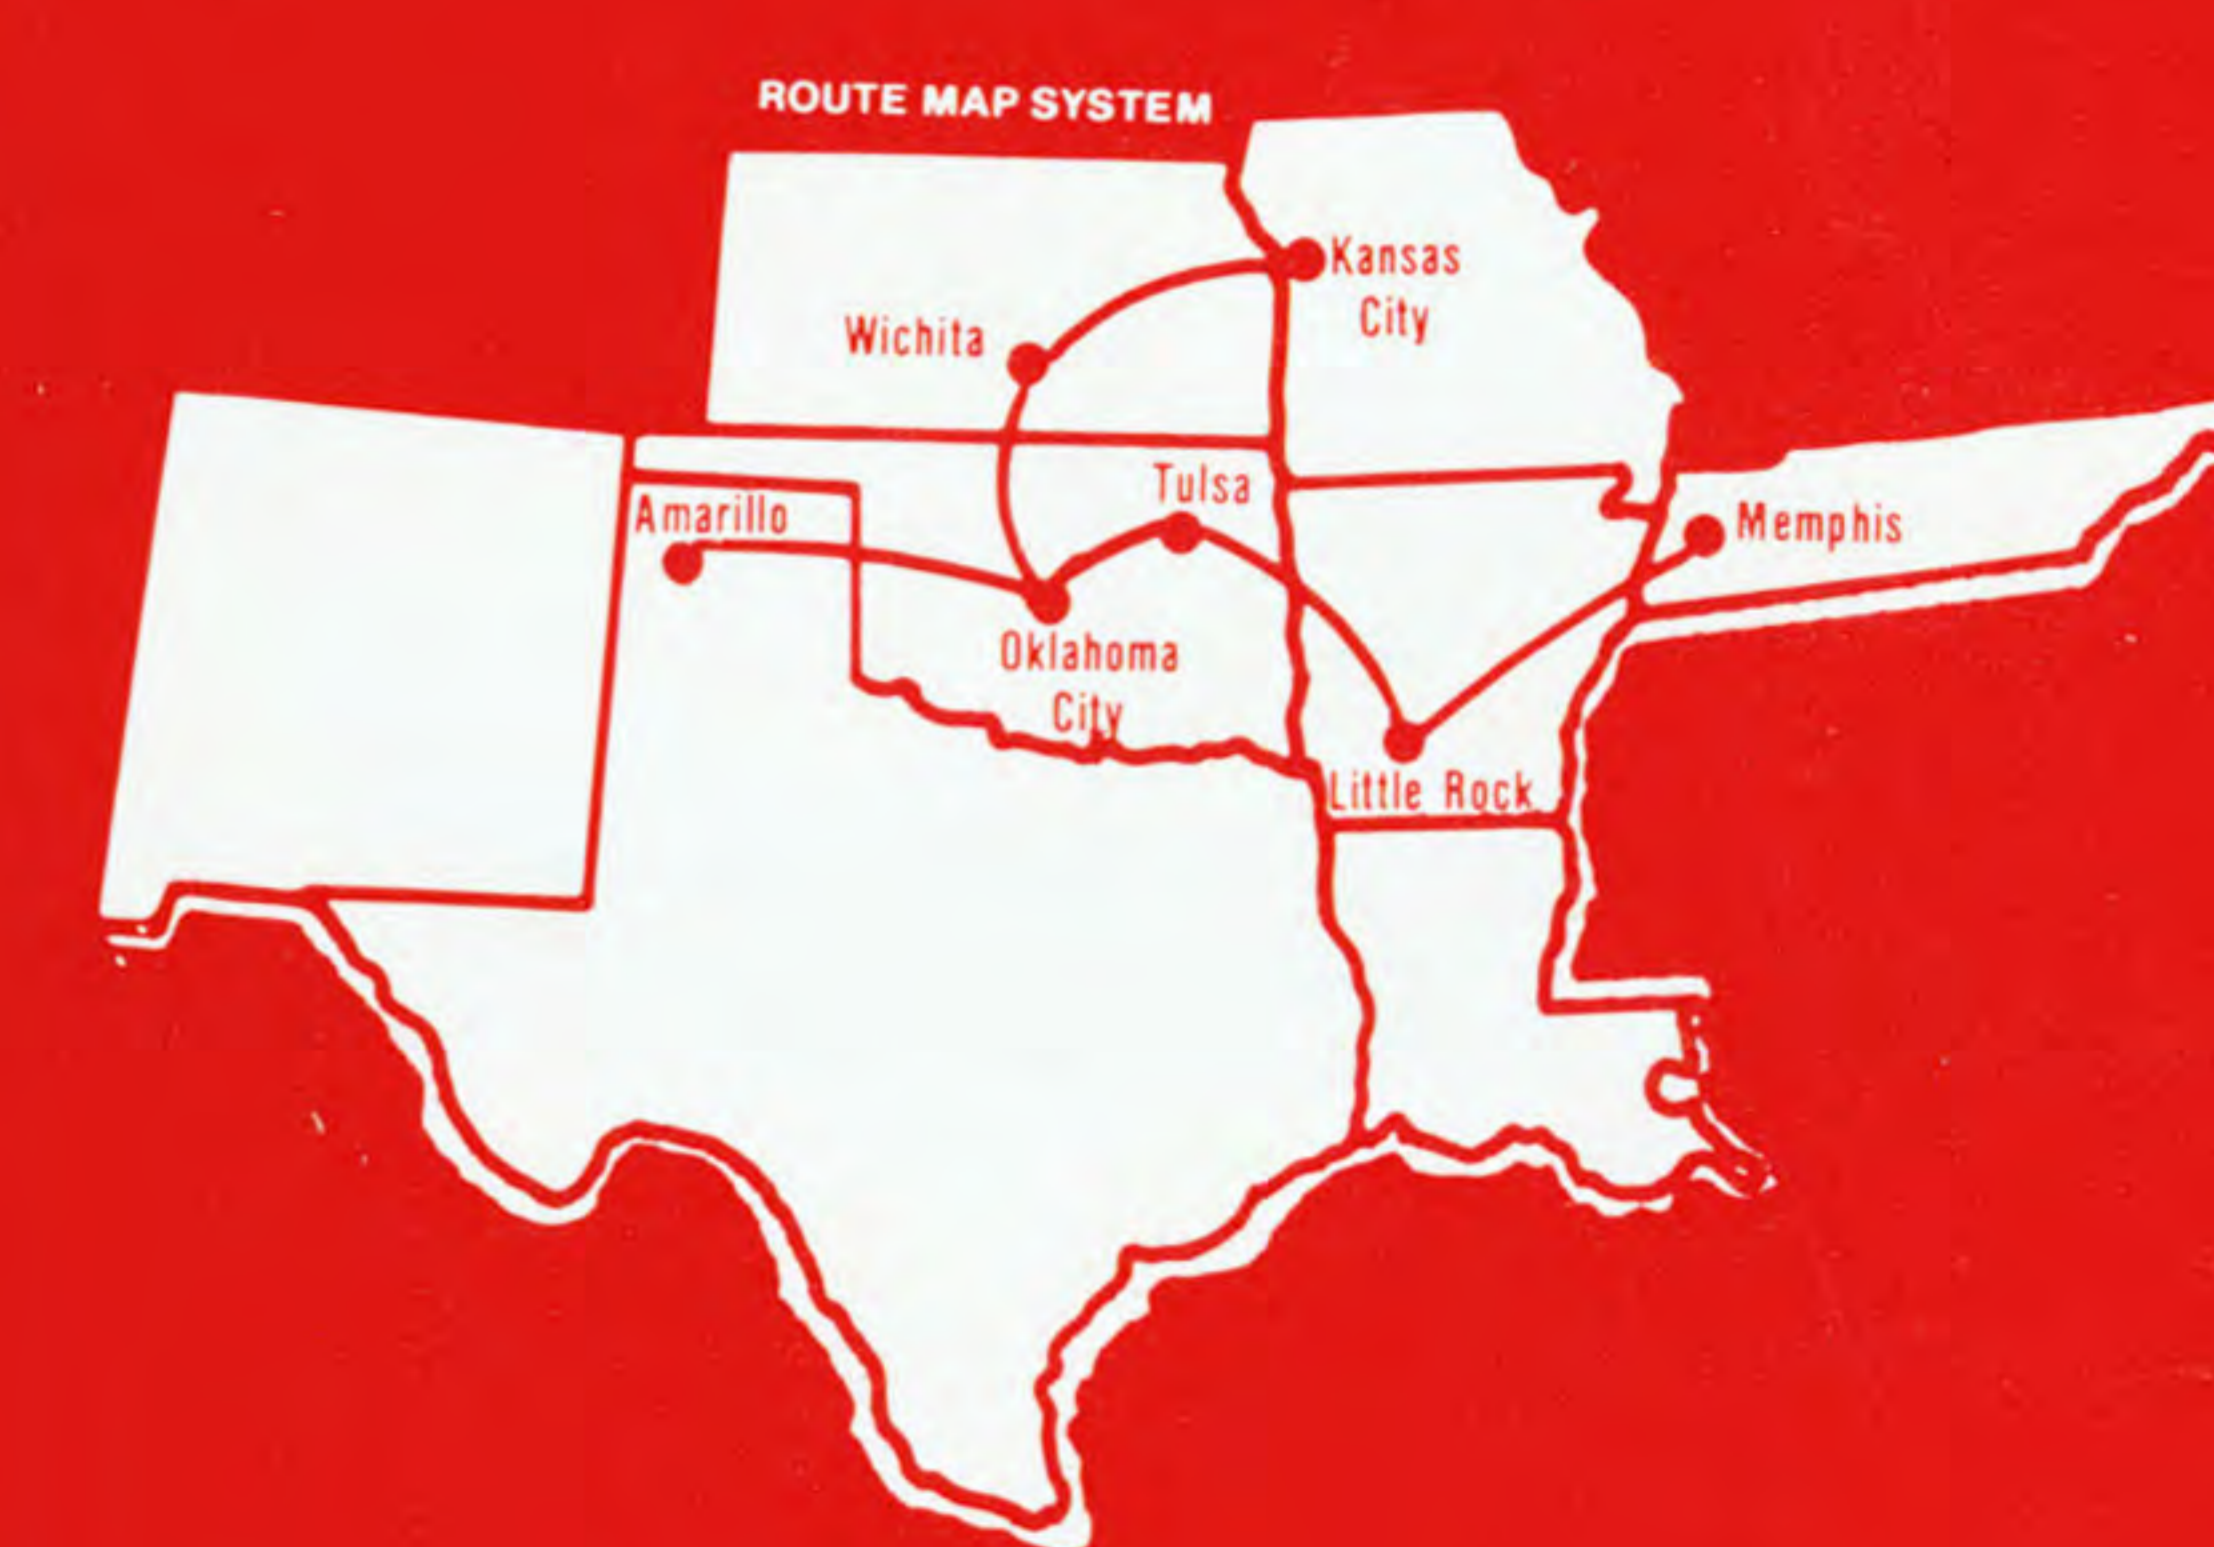 ROUTE MAP SYSTEM
Kansas
City
Wichita
Tulsa
Amarillo
Memphis
Oklahoma
City
Little Rock